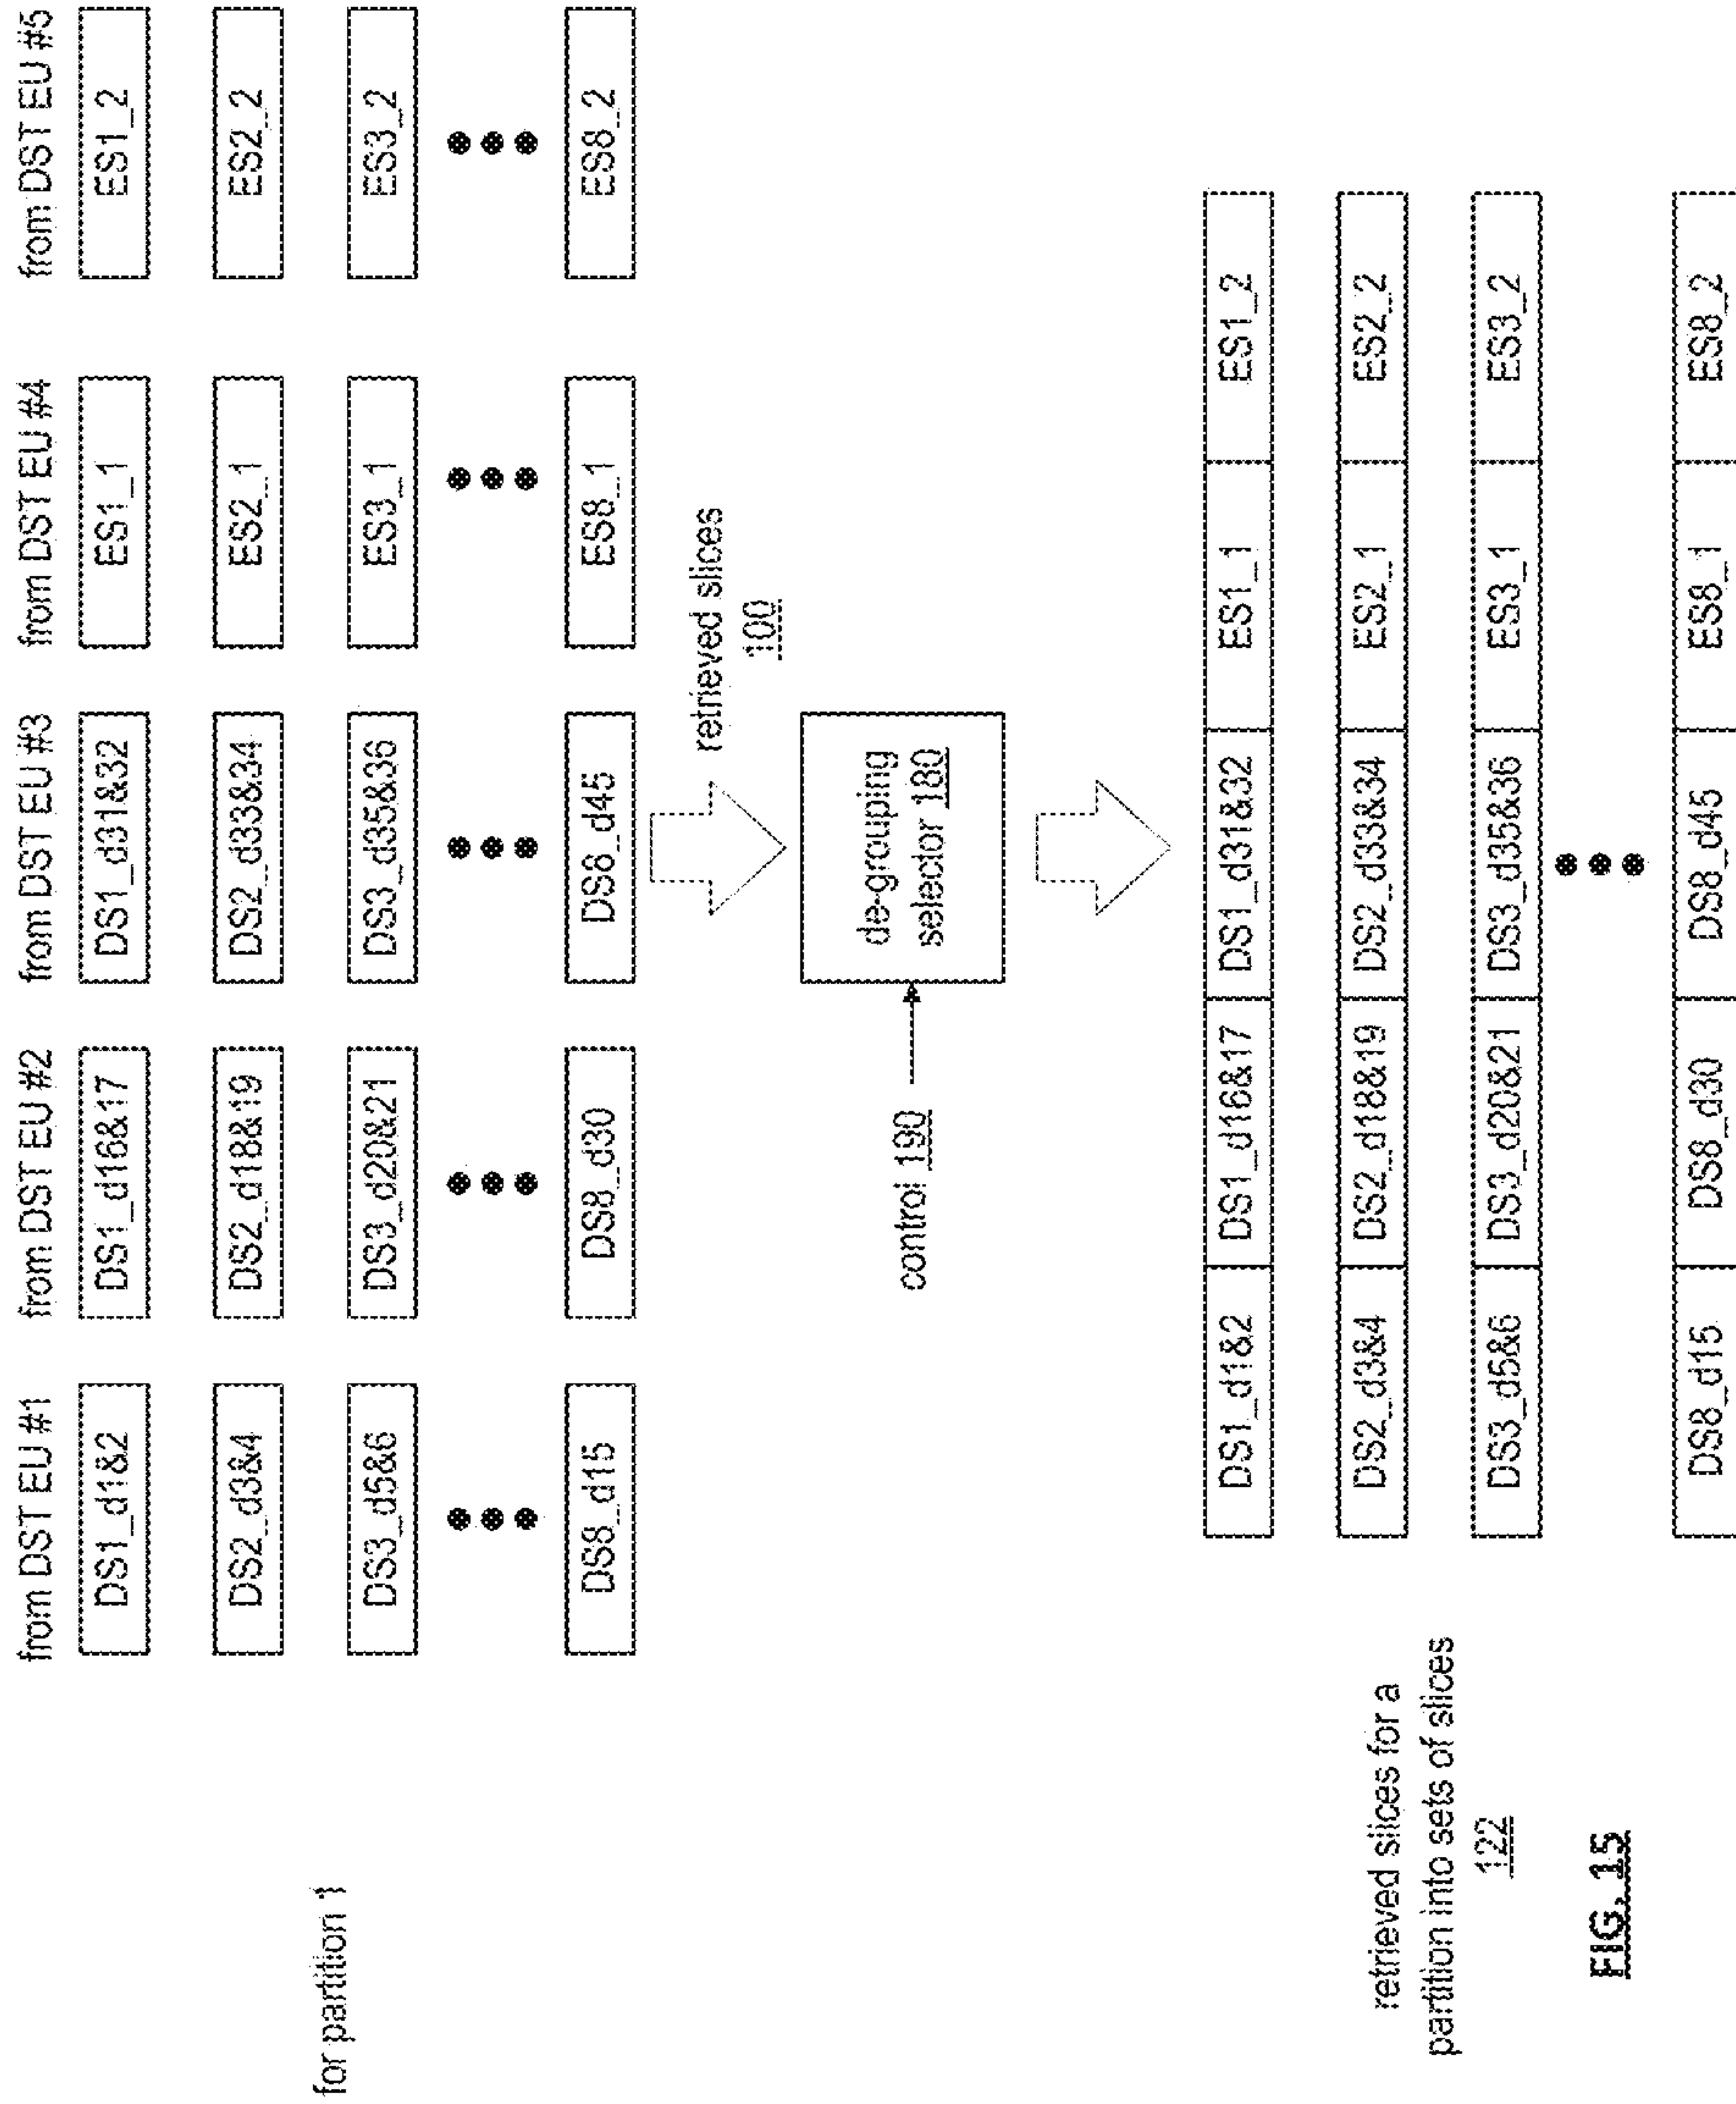 from DST EU #1
from DST EU #2
from DST EU #3
from DST EU #4
from DST EU #5
DS1_d1&2
DS1_d16&17
DS1_d31&32
ES1_1
ES1_2
for partition 1
DS2_d3&4
DS2_d18&19
DS2_d33&34
ES2_1
ES2_2
DS3_d5&6
DS3_d20&21
DS3_d35&36
ES3_1
ES3_2
DS8_d15
DS8_d30
DS8_d45
ES8_1
ES8_2
retrieved slices
100
control 190
de-grouping
selector 180
DS1_d1&2
DS1_d16&17
DS1_d31&32
ES1_1
ES1_2
retrieved slices for a
partition into sets of slices
122
DS2_d3&4
DS2_d18&19
DS2_d33&34
ES2_1
ES2_2
DS3_d5&6
DS3_d20&21
DS3_d35&36
ES3_1
ES3_2
DS8_d15
DS8_d30
DS8_d45
ES8_1
ES8_2
FIG. 15